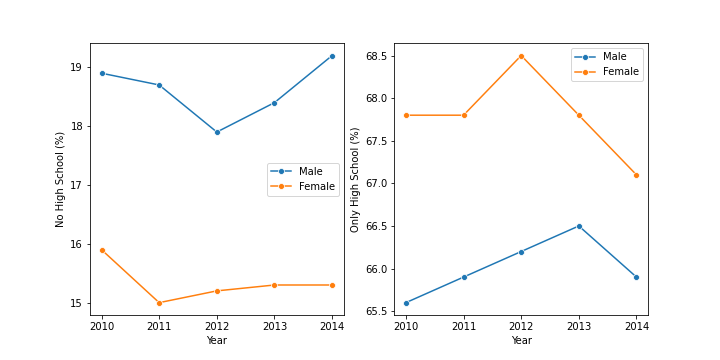 No High School (%)
19
18
17
16
15
Male
Female
2010 2011 2012 2013 2014
Year
Only High School (%)
68.5
68.0
67.5
67.0
66.5
66.0
65.5
Male
Female
2010 2011 2012 2013 2014
Year